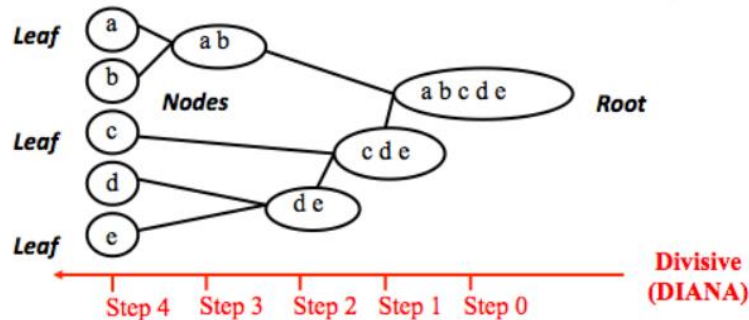 Leaf
a
a b
b
a b c d e
Nodes
Root
Leaf
c
c d e
d
d e
Leaf
e
Divisive
(DIANA)
Step 4
Step 3
Step 2
Step 1
Step 0